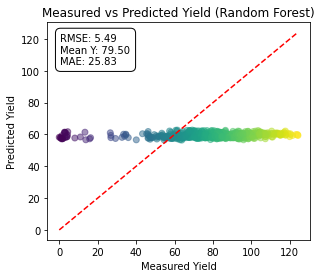 Measured vs Predicted Yield (Random Forest)
RMSE: 5.49
Mean Y: 79.50
MAE: 25.83
Predicted Yield
120
100
80
60
40
20
0
0 20 40 60 80 100 120
Measured Yield